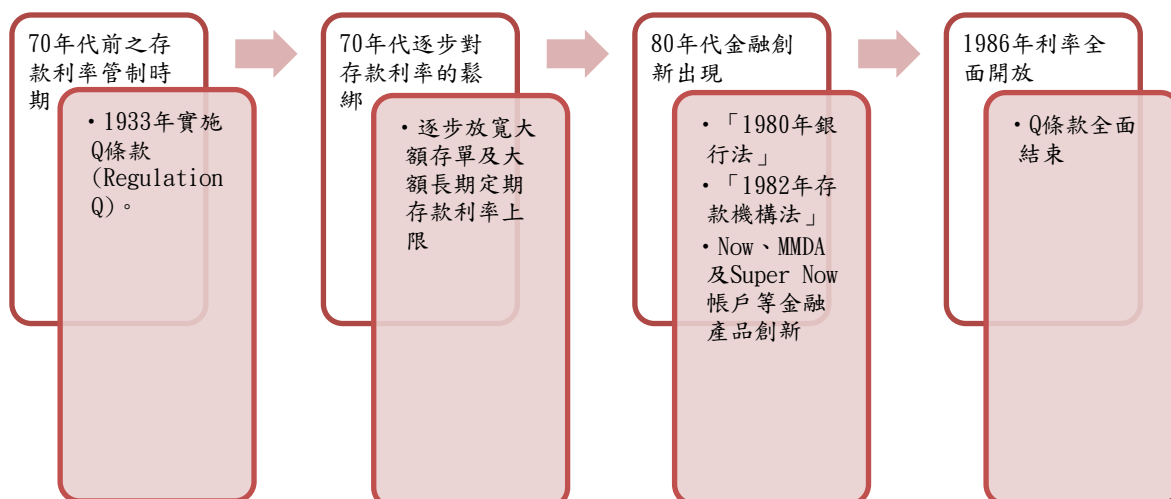 70年代前之存
款利率管制時
期
•1933年實施
Q條款
(Regulation
Q)。
70年代逐步對
存款利率的鬆
綁
•逐步放寬大
額存單及大
額長期定期
存款利率上
限
80年代金融創
新出現
•「1980年銀
行法」
•「1982年存
款機構法」
•Now、MMDA
及Super Now
帳戶等金融
產品創新
1986年利率全
面開放
•Q條款全面
結束